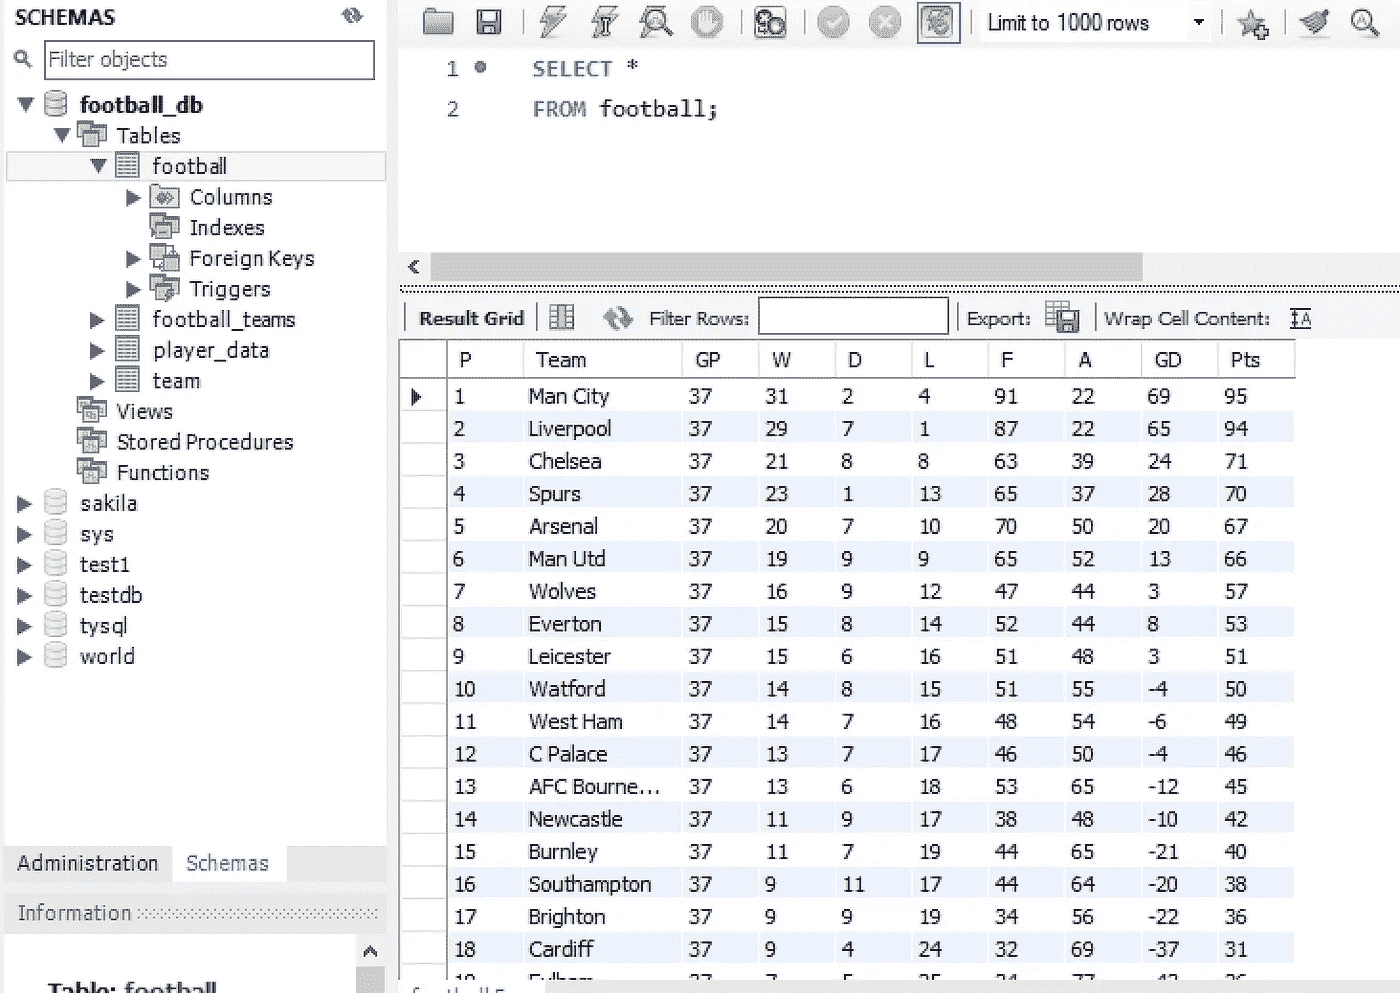 SCHEMAS
Filter objects
football_db
Tables
football
Columns
Indexes
Foreign Keys
Triggers
football_teams
player_data
team
Views
Stored Procedures
Functions
sakila
sys
test1
testdb
tysql
world
Administration Schemas
Information
Table: football
Limit to 1000 rows
1 SELECT *
2 FROM football;
Result Grid Filter Rows: Export: Wrap Cell Content:
P Team GP W D L F A GD Pts
1 Man City 37 31 2 4 91 22 69 95
2 Liverpool 37 29 7 1 87 22 65 94
3 Chelsea 37 21 8 8 63 39 24 71
4 Spurs 37 23 1 13 65 37 28 70
5 Arsenal 37 20 7 10 70 50 20 67
6 Man Utd 37 19 9 9 65 52 13 66
7 Wolves 37 16 9 12 47 44 3 57
8 Everton 37 15 8 14 52 44 8 53
9 Leicester 37 15 6 16 51 48 3 51
10 Watford 37 14 8 15 51 55 -4 50
11 West Ham 37 14 7 16 48 54 -6 49
12 C Palace 37 13 7 17 46 50 -4 46
13 AFC Bourne... 37 13 6 18 53 65 -12 45
14 Newcastle 37 11 9 17 38 48 -10 42
15 Burnley 37 11 7 19 44 65 -21 40
16 Southampton 37 9 11 17 44 64 -20 38
17 Brighton 37 9 9 19 34 56 -22 36
18 Cardiff 37 9 4 24 32 69 -37 31